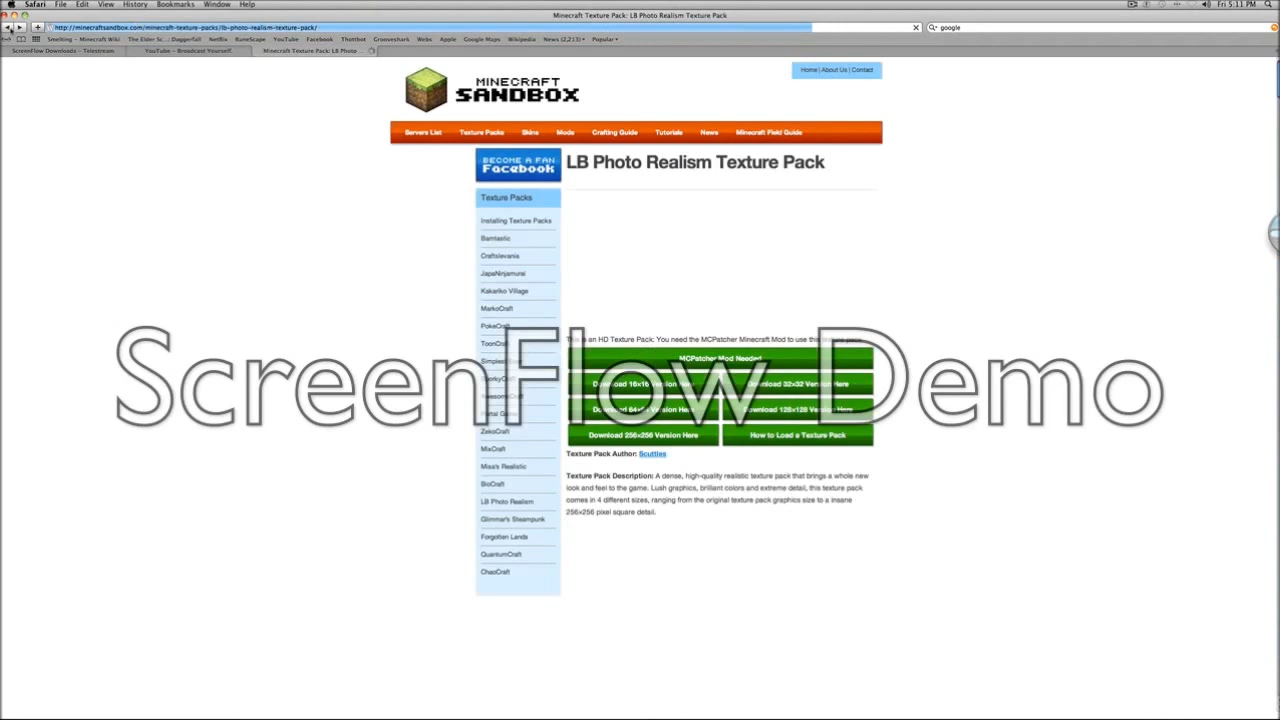 Safari File Edit View History Bookmarks Window Help
Fri 5:11 PM
Minecraft Texture Pack: LB Photo Realism Texture Pack
http://minecraftsandbox.com/minecraft-texture-packs/lb-photo-realism-texture-pack/
google
Smelting – Minecraft Wiki The Elder Sc... Daggerfall Netflix Grooveshark RuneScape YouTube Facebook Thottbot Grooveshark Webs Apple Google Maps Wikipedia News (2,213) Popular
ScreenFlow Downloads – Telestream YouTube – Broadcast Yourself. Minecraft Texture Pack: LB Photo ...
Home | About Us | Contact
MINECRAFT
SANDBOX
Servers List Texture Packs Skins Mods Crafting Guide Tutorials News Minecraft Field Guide
BECOME A FAN
Facebook
LB Photo Realism Texture Pack
Texture Packs
Installing Texture Packs
Bamtastic
Craftslevania
JapaNinjamurai
Kakariko Village
MarkoCraft
PokeCraft
ToonCraft
ZekoCraft
MixCraft
Misa's Realistic
BioCraft
LB Photo Realism
Glimmar's Steampunk
Forgotten Lands
QuantumCraft
ChaoCraft
This is an HD Texture Pack: You need the MCPatcher Minecraft Mod to use this texture pack.
MCPatcher Mod Needed
Download 16x16 Version Here Download 32x32 Version Here
Download 64x64 Version Here Download 128x128 Version Here
Download 256x256 Version Here How to Load a Texture Pack
Texture Pack Author: Scuttles
Texture Pack Description: A dense, high-quality realistic texture pack that brings a whole new
look and feel to the game. Lush graphics, brilliant colors and extreme detail, this texture pack
comes in 4 different sizes, ranging from the original texture pack graphics size to a insane
256x256 pixel square detail.
ScreenFlow Demo